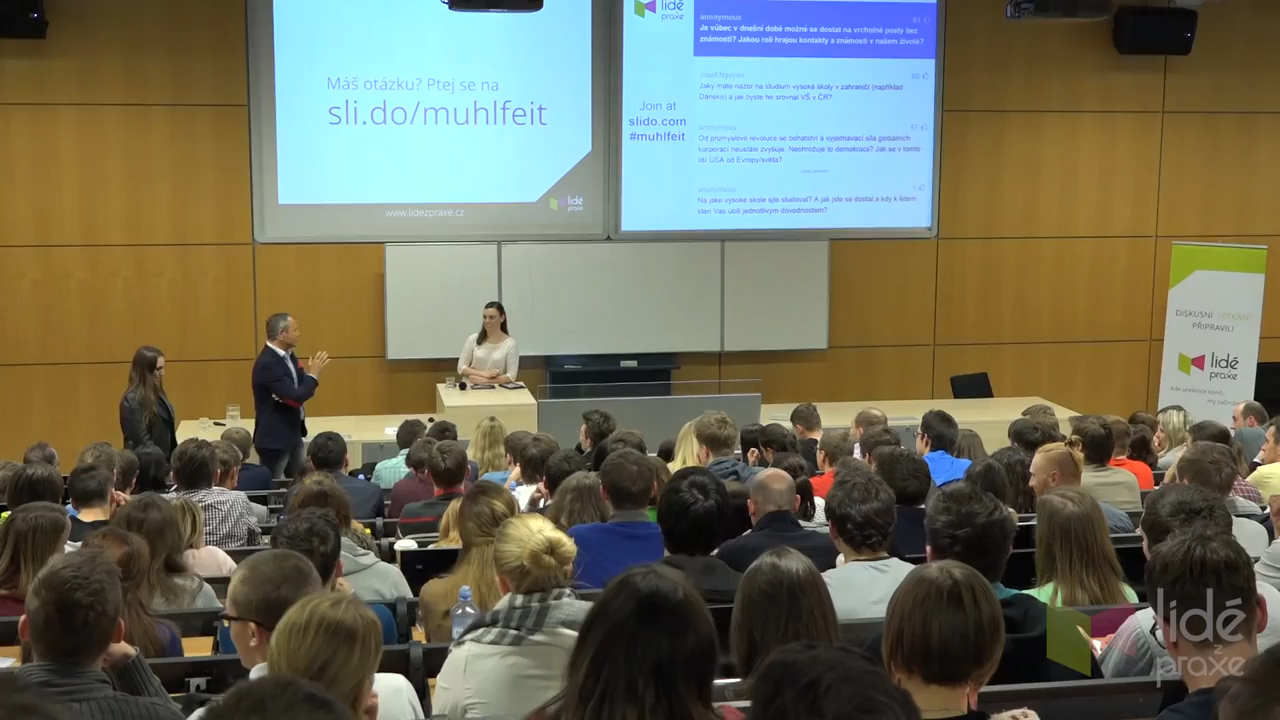 Máš otázku? Ptej se na
sli.do/muhlfeit
www.lidezpraxe.cz
lidé
z praxe
lidé
z praxe
Join at
slido.com
#muhlfeit
anonymous
61
Je vůbec v dnešní době možné se dostat na vrcholné posty bez
známostí? Jakou roli hrajou kontakty a známosti v našem životě?
Josef Nguyen
Jaký máte názor na studium vysoké školy v zahraničí (například
Dánsko) a jak byste ho srovnal VŠ v ČR?
anonymous
57
Od průmyslové revoluce se bohatství a vyjednávací síla globálních
korporací neustále zvyšuje. Neohrožuje to demokracii? Jak se v tomto
liší USA od Evropy/světa?
anonymous
1
Na jaké vysoké škole jste studoval? A jak jste se dostal a kdy k lidem,
kteří Vás učili jednotlivým dovednostem?
DISKUSNÍ SETKÁNÍ
PŘIPRAVILI
lidé
z praxe
lidé
z praxe